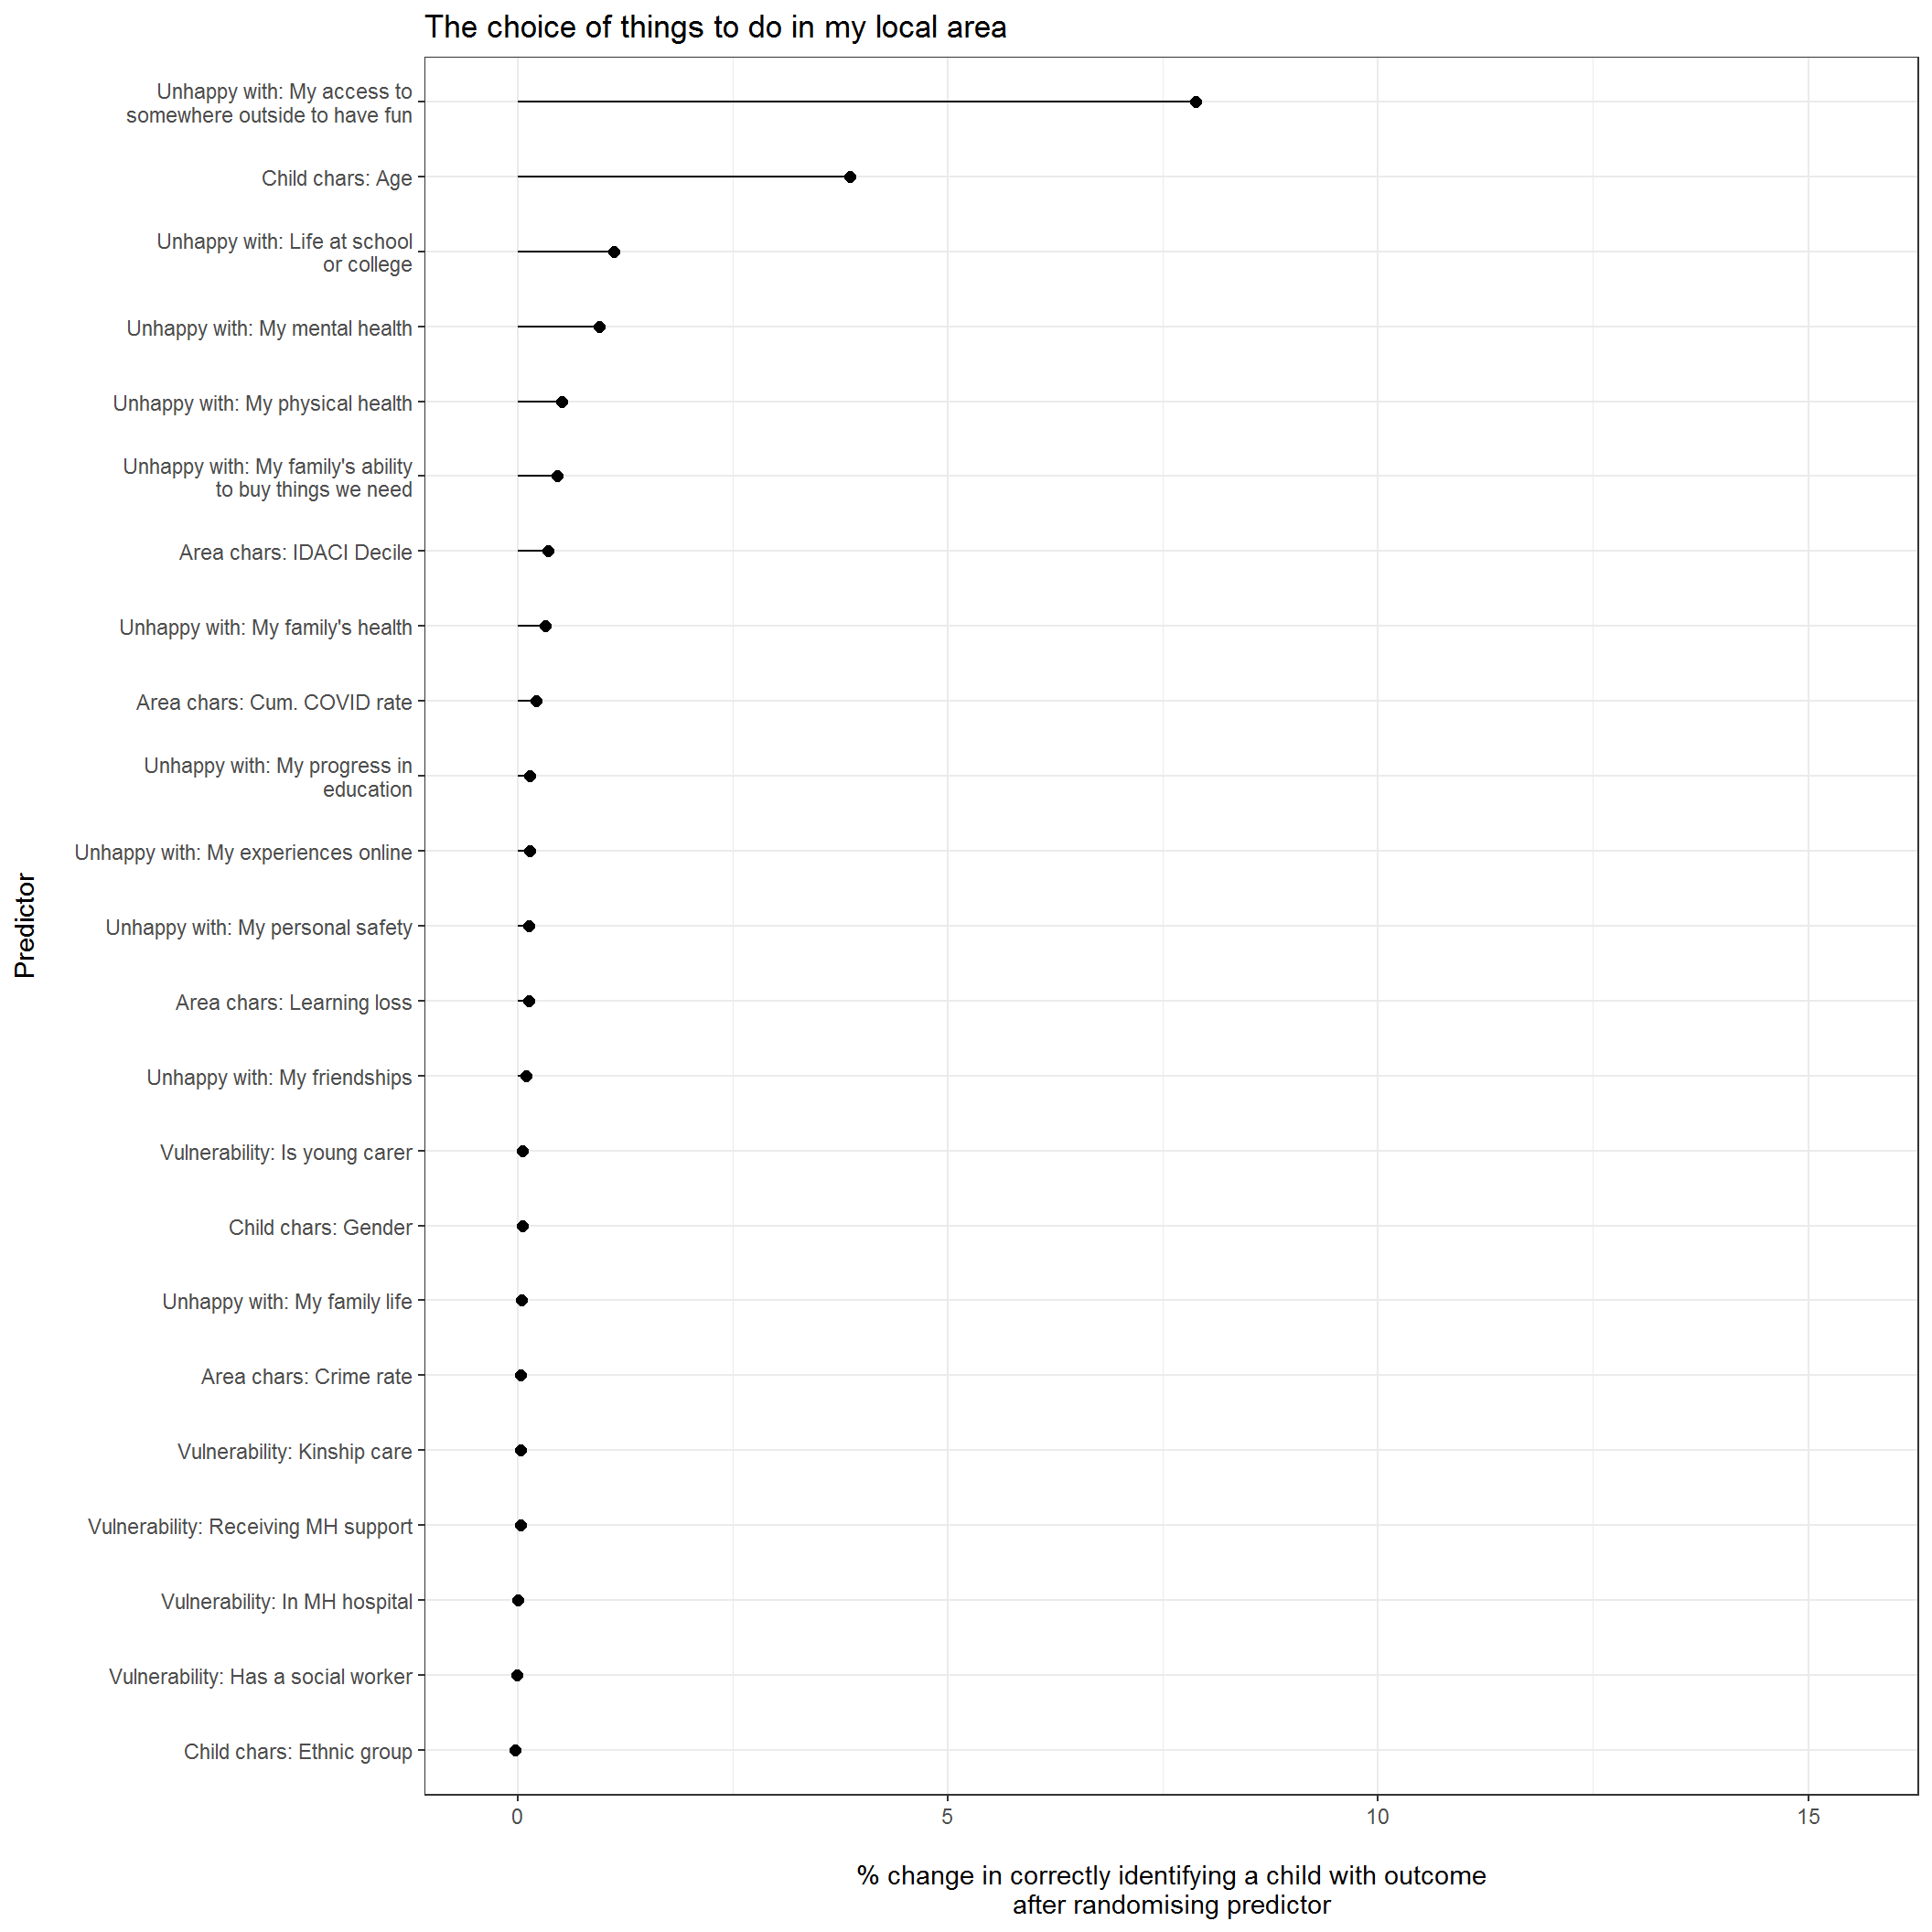 The choice of things to do in my local area
Unhappy with: My access to
somewhere outside to have fun
Child chars: Age
Unhappy with: Life at school
or college
Unhappy with: My mental health
Unhappy with: My physical health
Unhappy with: My family's ability
to buy things we need
Area chars: IDACI Decile
Unhappy with: My family's health
Area chars: Cum. COVID rate
Unhappy with: My progress in
education
Unhappy with: My experiences online
Unhappy with: My personal safety
Area chars: Learning loss
Unhappy with: My friendships
Vulnerability: Is young carer
Child chars: Gender
Unhappy with: My family life
Area chars: Crime rate
Vulnerability: Kinship care
Vulnerability: Receiving MH support
Vulnerability: In MH hospital
Vulnerability: Has a social worker
Child chars: Ethnic group
Predictor
0 5 10 15
% change in correctly identifying a child with outcome
after randomising predictor